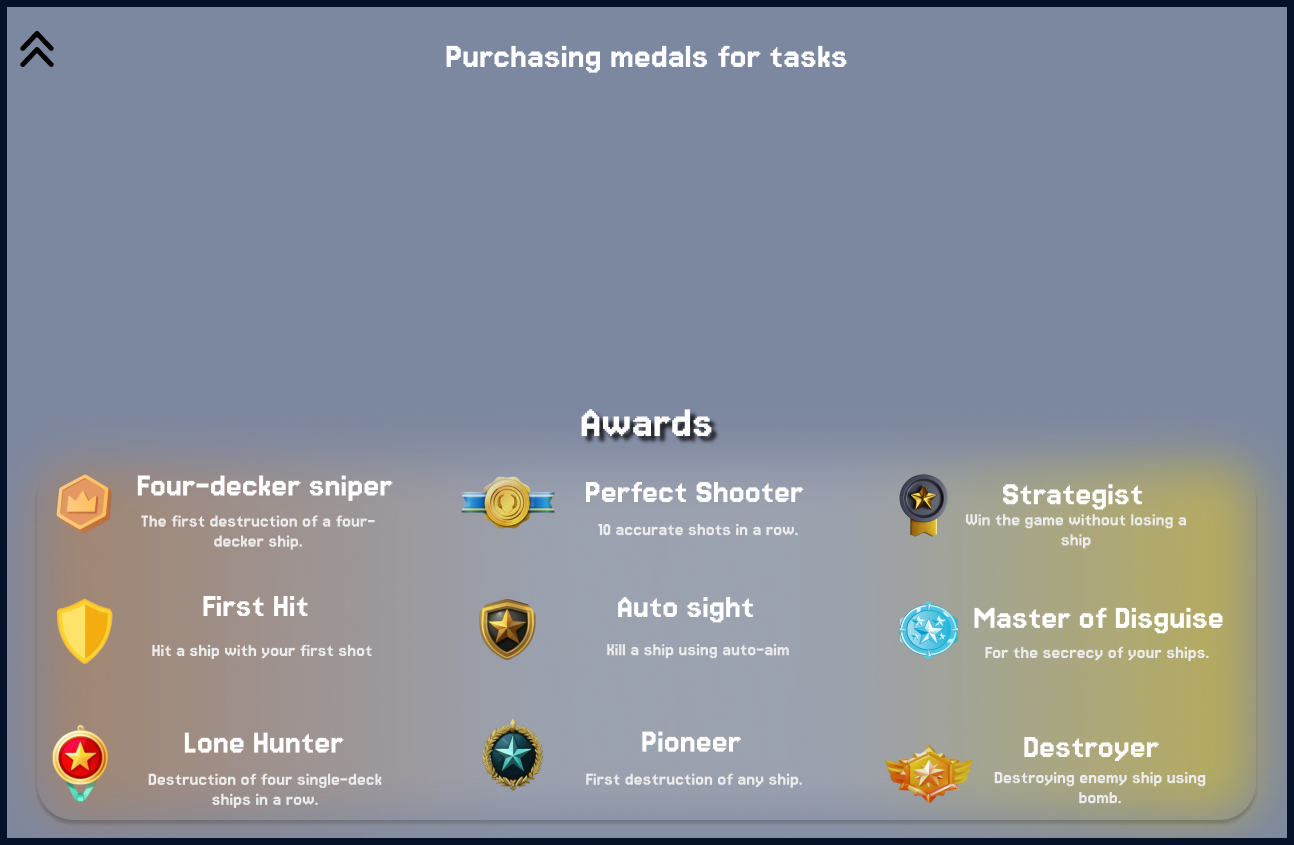 Purchasing medals for tasks
Awards
Four-decker sniper
The first destruction of a four-
decker ship.
Perfect Shooter
10 accurate shots in a row.
Strategist
Win the game without losing a
ship
First Hit
Hit a ship with your first shot
Auto sight
Kill a ship using auto-aim
Master of Disguise
For the secrecy of your ships.
Lone Hunter
Destruction of four single-deck
ships in a row.
Pioneer
First destruction of any ship.
Destroyer
Destroying enemy ship using
bomb.